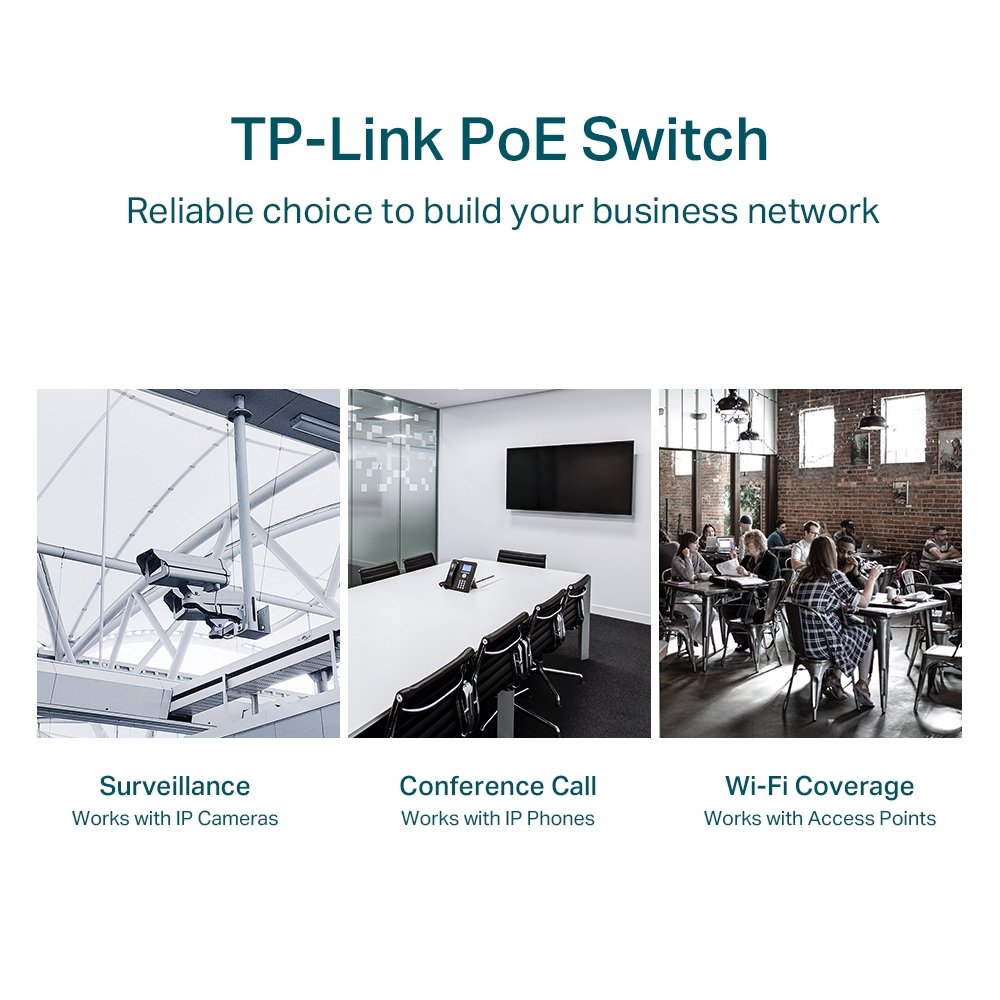 TP-Link PoE Switch
Reliable choice to build your business network
Surveillance
Works with IP Cameras
Conference Call
Works with IP Phones
Wi-Fi Coverage
Works with Access Points